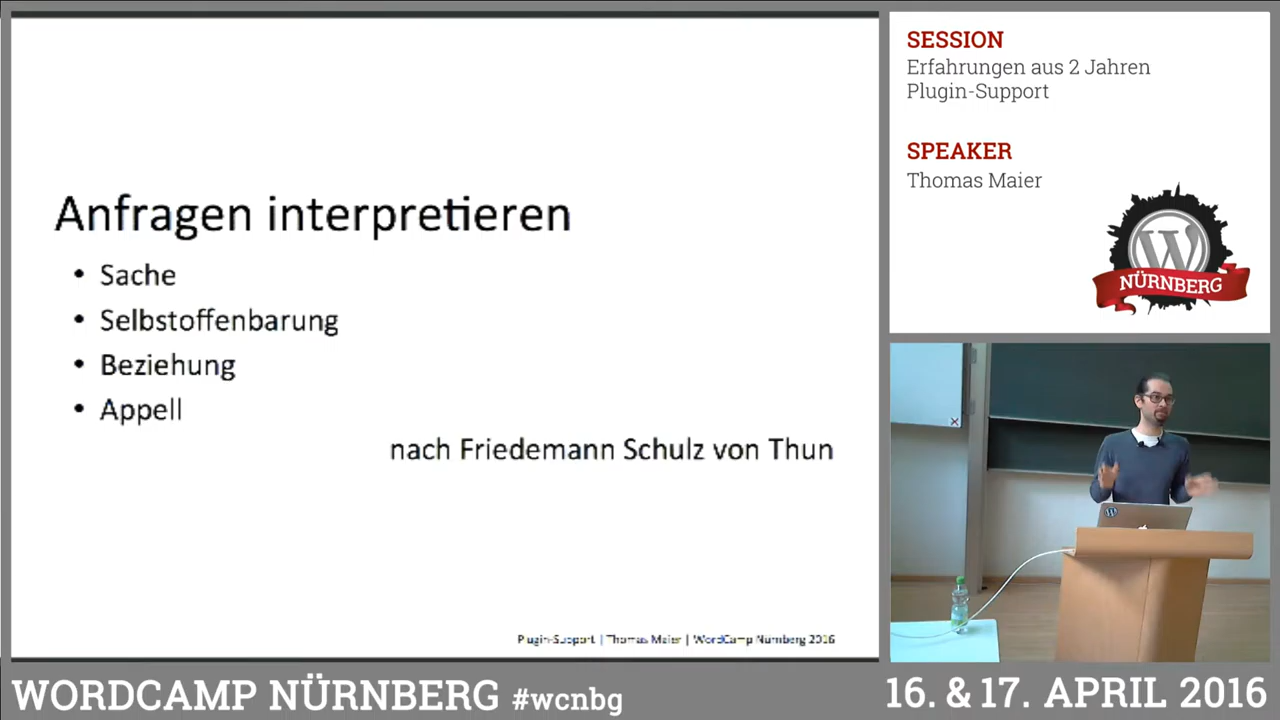 Anfragen interpretieren
• Sache
• Selbstoffenbarung
• Beziehung
• Appell
nach Friedemann Schulz von Thun
Plugin-Support | Thomas Maier | WordCamp Nürnberg 2016
SESSION
Erfahrungen aus 2 Jahren
Plugin-Support
SPEAKER
Thomas Maier
W
NÜRNBERG
WORDCAMP NÜRNBERG #wcnbg
16. & 17. APRIL 2016